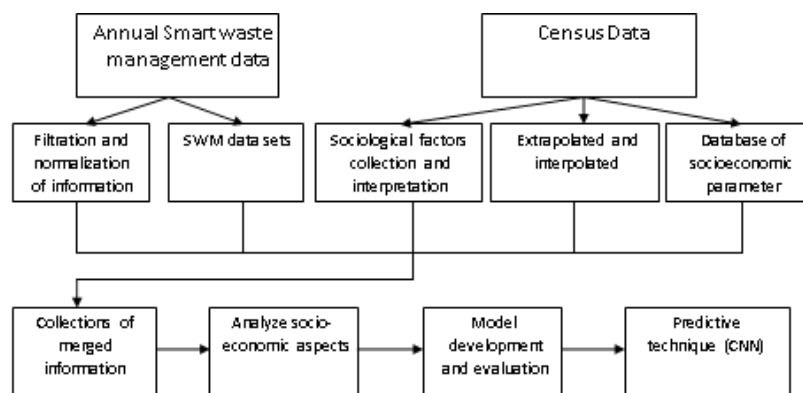 Annual Smart waste
management data
Census Data
Filtration and
normalization
of information
SWM data sets
Sociological factors
collection and
interpretation
Extrapolated and
interpolated
Database of
socioeconomic
parameter
Collections of
merged
information
Analyze socio-
economic aspects
Model
development
and evaluation
Predictive
technique (CNN)